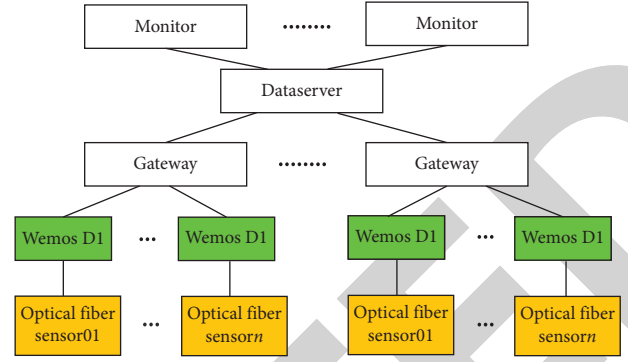 Monitor ........ Monitor
Dataserver
Gateway ........ Gateway
Wemos D1 ... Wemos D1 Wemos D1 ... Wemos D1
Optical fiber Optical fiber Optical fiber Optical fiber
sensor01 ... sensorn sensor01 ... sensorn